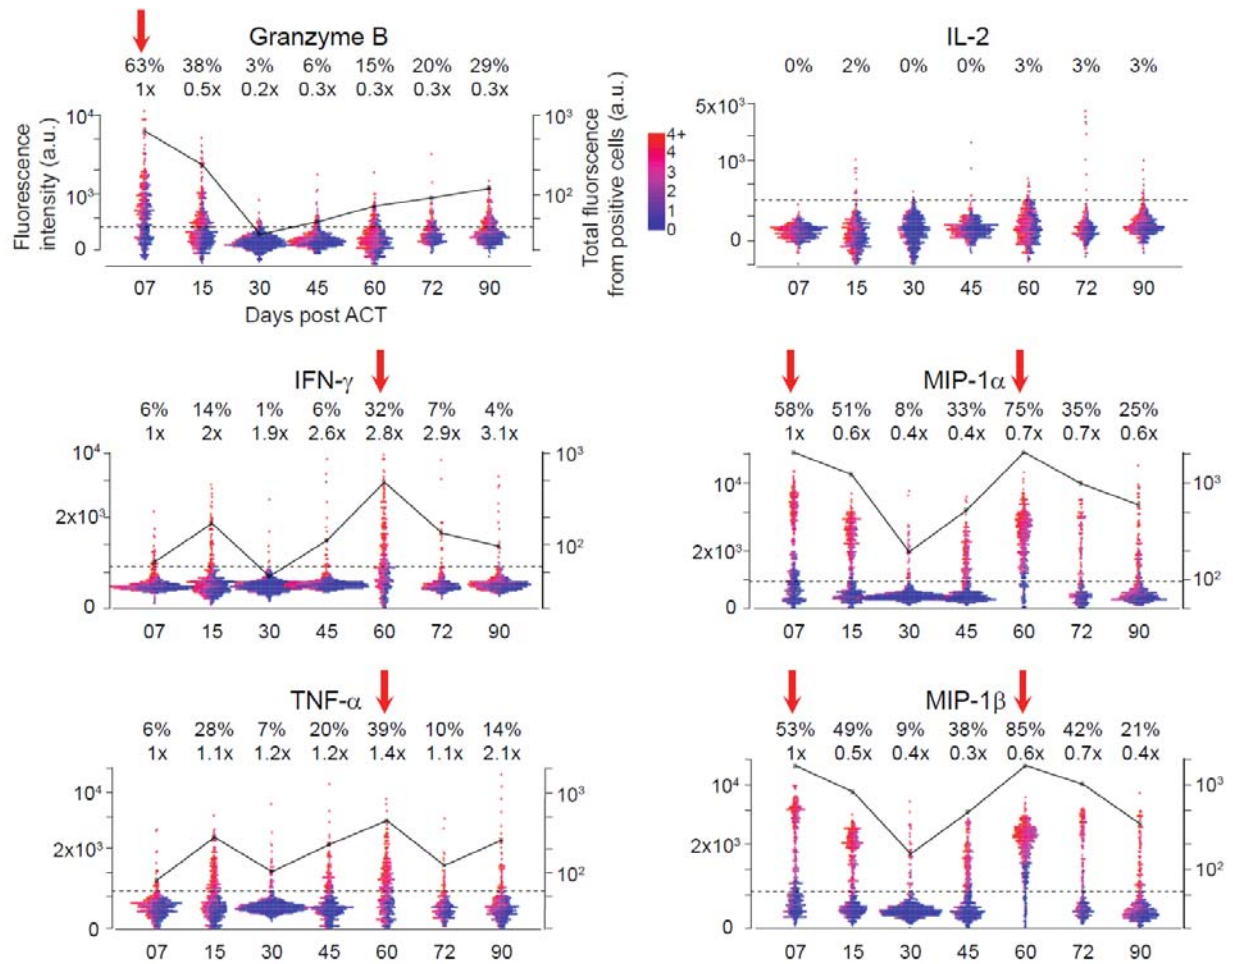 Granzyme B
63% 38% 3% 6% 15% 20% 29%
1x 0.5x 0.2x 0.3x 0.3x 0.3x 0.3x
Fluorescence
intensity (a.u.)
10⁴
10³
0
10³
10²
Total fluorscence
from positive cells (a.u.)
07 15 30 45 60 72 90
Days post ACT
4+
4
3
2
1
0
IL-2
0% 2% 0% 0% 3% 3% 3%
5x10³
10³
0
07 15 30 45 60 72 90
IFN-γ
6% 14% 1% 6% 32% 7% 4%
1x 2x 1.9x 2.6x 2.8x 2.9x 3.1x
10⁴
2x10³
0
10³
10²
07 15 30 45 60 72 90
MIP-1α
58% 51% 8% 33% 75% 35% 25%
1x 0.6x 0.4x 0.4x 0.7x 0.7x 0.6x
10⁴
2x10³
0
10³
10²
07 15 30 45 60 72 90
TNF-α
6% 28% 7% 20% 39% 10% 14%
1x 1.1x 1.2x 1.2x 1.4x 1.1x 2.1x
10⁴
2x10³
0
10³
10²
07 15 30 45 60 72 90
MIP-1β
53% 49% 9% 38% 85% 42% 21%
1x 0.5x 0.4x 0.3x 0.6x 0.7x 0.4x
10⁴
2x10³
0
10³
10²
07 15 30 45 60 72 90